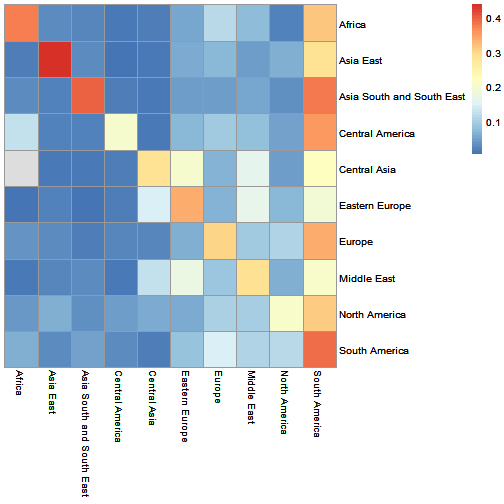 0.4
0.3
0.2
0.1
Africa
Asia East
Asia South and South East
Central America
Central Asia
Eastern Europe
Europe
Middle East
North America
South America
Africa
Asia East
Asia South and South East
Central America
Central Asia
Eastern Europe
Europe
Middle East
North America
South America